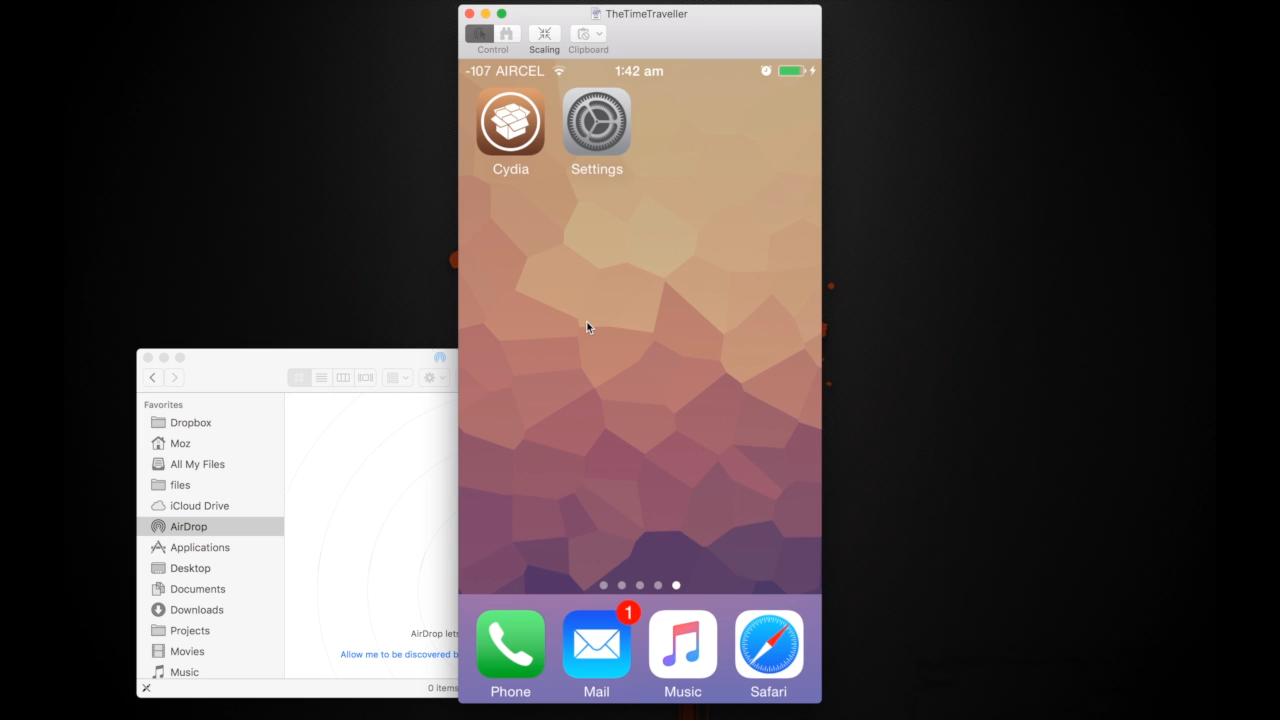 TheTimeTraveller
Control Scaling Clipboard
-107 AIRCEL 1:42 am
Cydia Settings
Favorites
Dropbox
Moz
All My Files
files
iCloud Drive
AirDrop
Applications
Desktop
Documents
Downloads
Projects
Movies
Music
AirDrop lets
Allow me to be discovered b
0 items
1
Phone Mail Music Safari